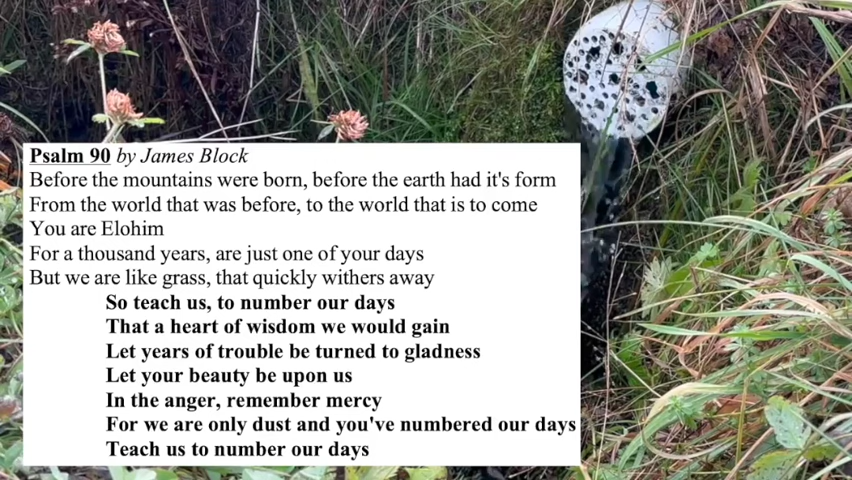 Psalm 90 by James Block
Before the mountains were born, before the earth had it's form
From the world that was before, to the world that is to come
You are Elohim
For a thousand years, are just one of your days
But we are like grass, that quickly withers away
So teach us, to number our days
That a heart of wisdom we would gain
Let years of trouble be turned to gladness
Let your beauty be upon us
In the anger, remember mercy
For we are only dust and you've numbered our days
Teach us to number our days